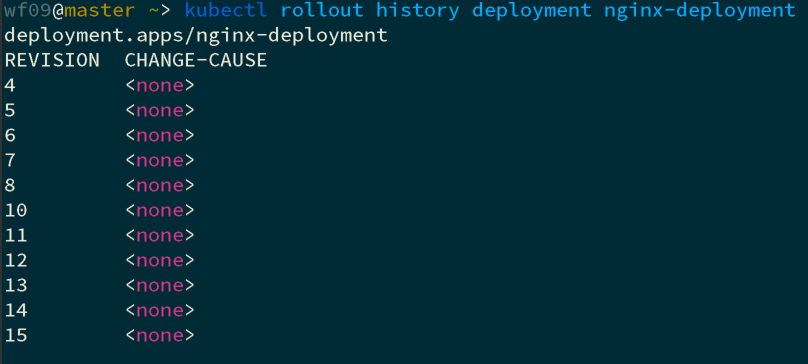 wf09@master ~> kubectl rollout history deployment nginx-deployment
deployment.apps/nginx-deployment
REVISION  CHANGE-CAUSE
4         <none>
5         <none>
6         <none>
7         <none>
8         <none>
10        <none>
11        <none>
12        <none>
13        <none>
14        <none>
15        <none>